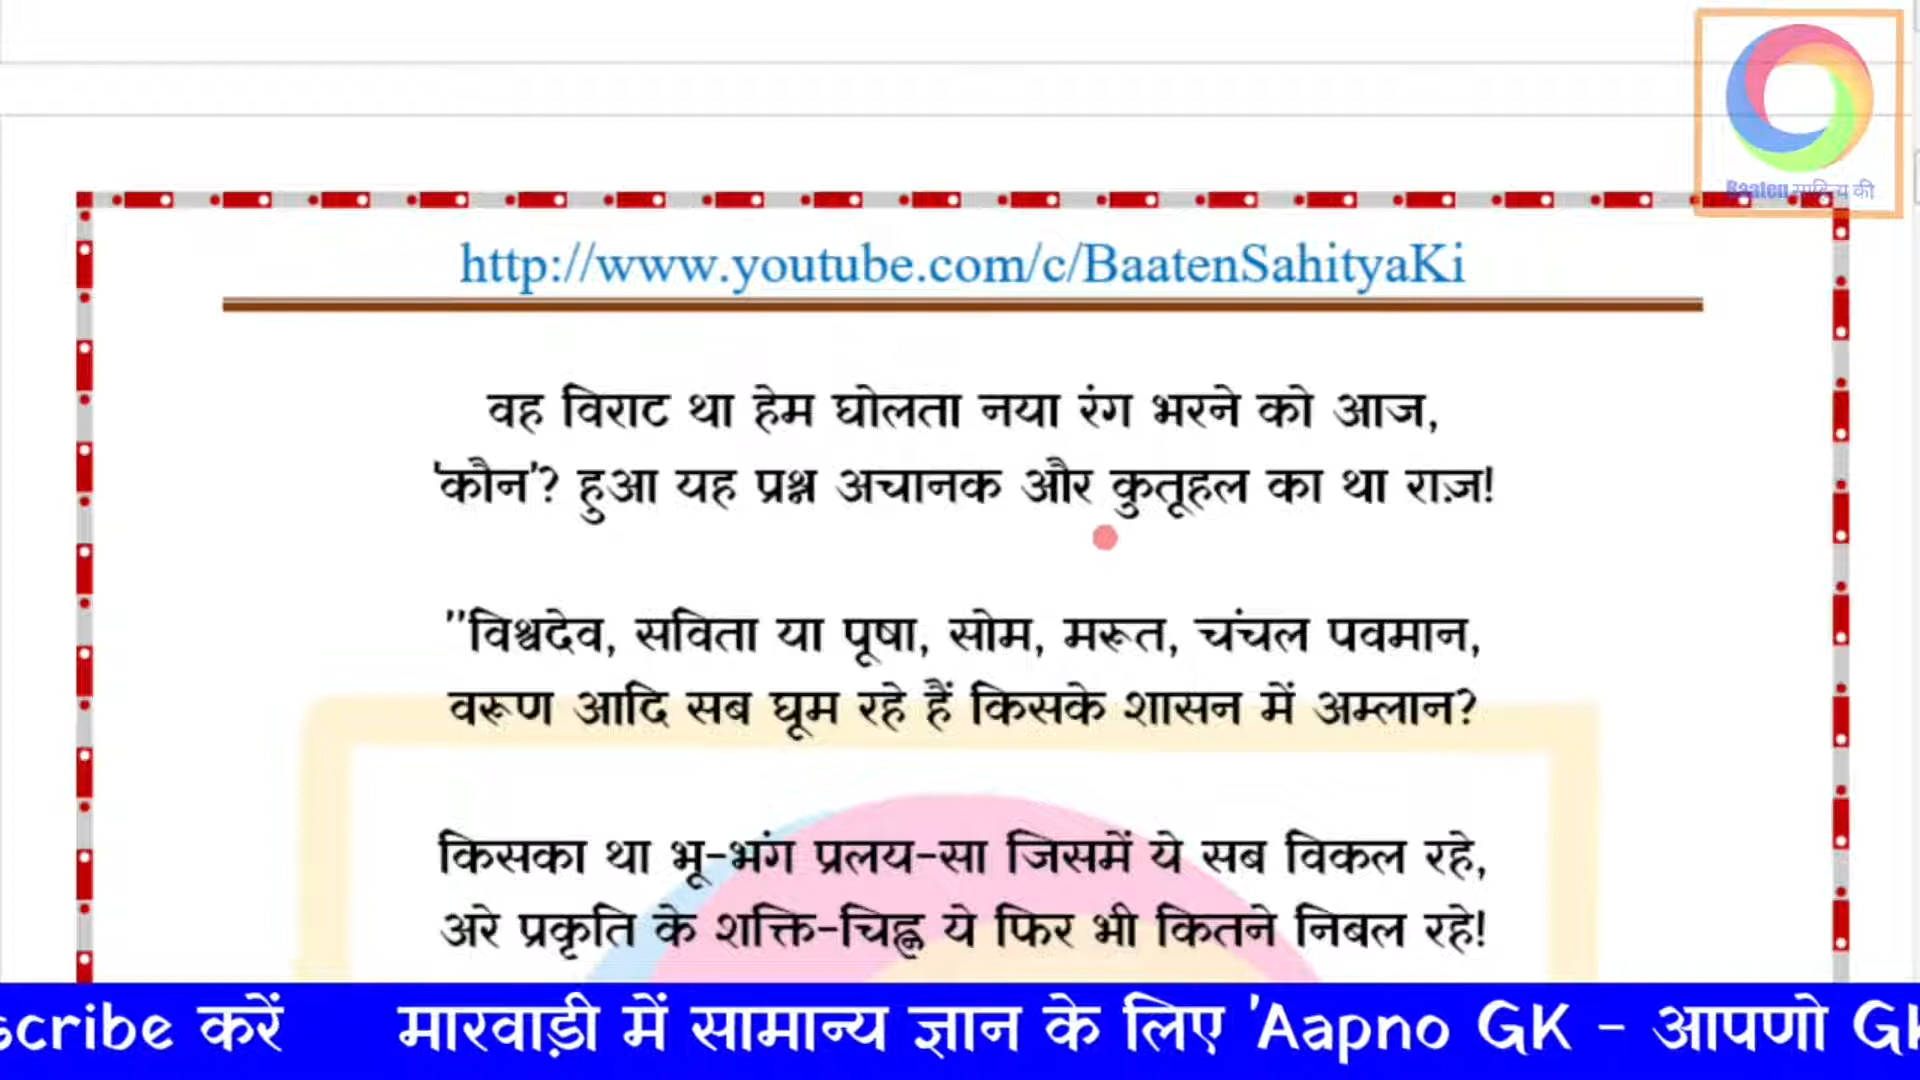 Baaten साहित्य की
http://www.youtube.com/c/BaatenSahityaKi
वह विराट था हेम घोलता नया रंग भरने को आज,
'कौन'? हुआ यह प्रश्न अचानक और कुतूहल का था राज़!
"विश्वदेव, सविता या पूषा, सोम, मरूत, चंचल पवमान,
वरूण आदि सब घूम रहे हैं किसके शासन में अम्लान?
किसका था भू-भंग प्रलय-सा जिसमें ये सब विकल रहे,
अरे प्रकृति के शक्ति-चिह्न ये फिर भी कितने निबल रहे!
scribe करें मारवाड़ी में सामान्य ज्ञान के लिए 'Aapno GK - आपणो GK